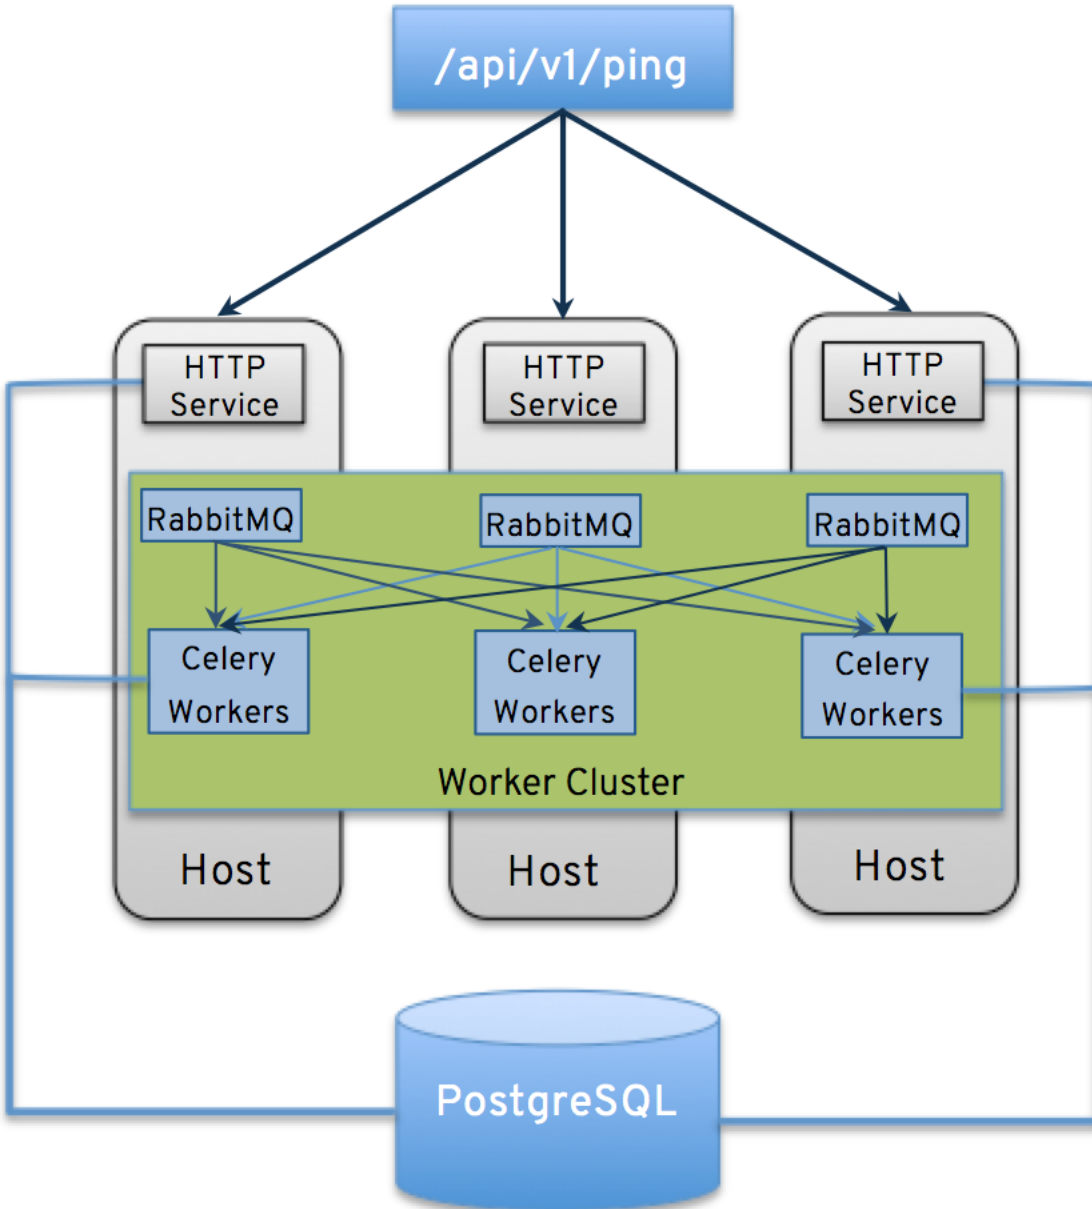 /api/v1/ping
HTTP
Service
HTTP
Service
HTTP
Service
RabbitMQ
RabbitMQ
RabbitMQ
Celery
Workers
Celery
Workers
Celery
Workers
Worker Cluster
Host
Host
Host
PostgreSQL